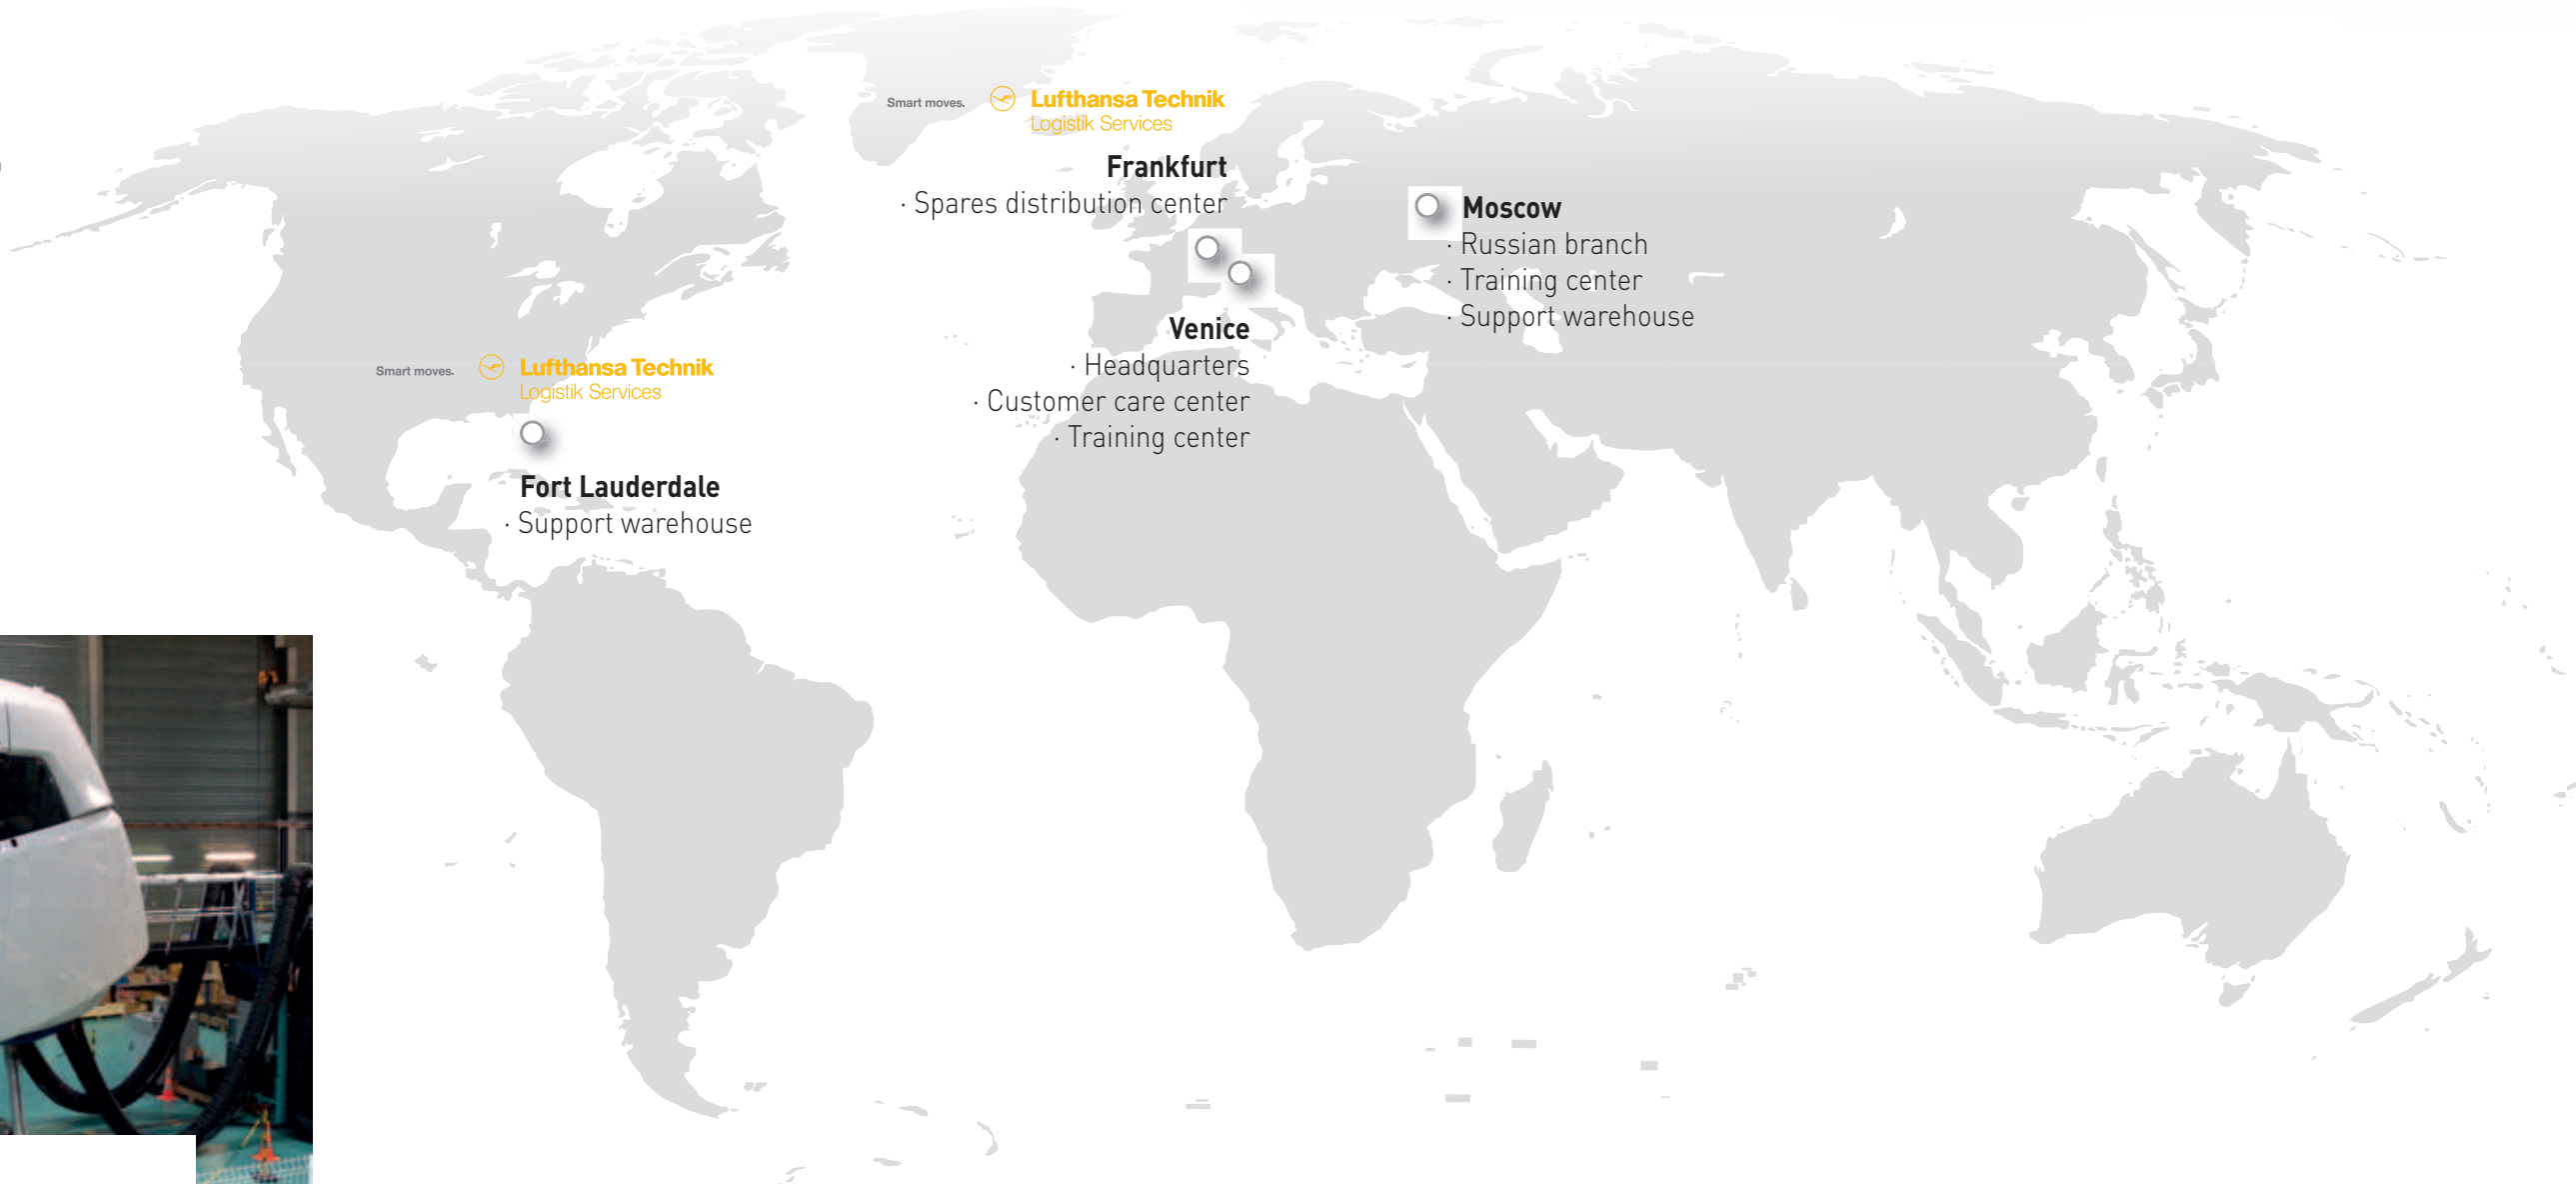 Smart moves. Lufthansa Technik
Logistik Services
Frankfurt
· Spares distribution center
Moscow
· Russian branch
· Training center
· Support warehouse
Venice
· Headquarters
· Customer care center
· Training center
Smart moves. Lufthansa Technik
Logistik Services
Fort Lauderdale
· Support warehouse